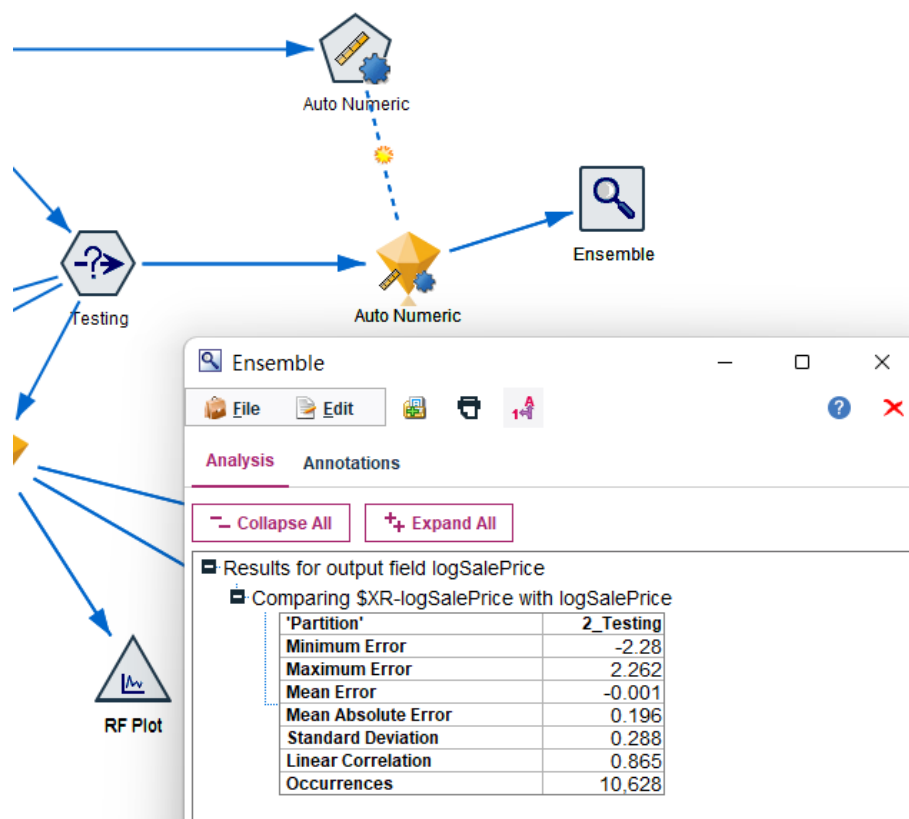 Auto Numeric
Ensemble
Testing
Auto Numeric
RF Plot
Ensemble
File Edit
Analysis Annotations
Collapse All Expand All
Results for output field logSalePrice
Comparing $XR-logSalePrice with logSalePrice
'Partition' 2_Testing
Minimum Error -2.28
Maximum Error 2.262
Mean Error -0.001
Mean Absolute Error 0.196
Standard Deviation 0.288
Linear Correlation 0.865
Occurrences 10,628